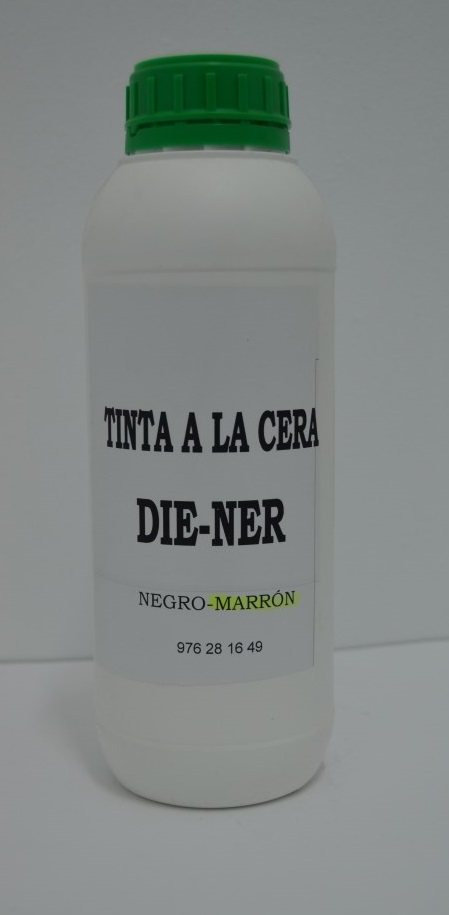 TINTA A LA CERA
DIE-NER
NEGRO-MARRÓN
976 28 16 49